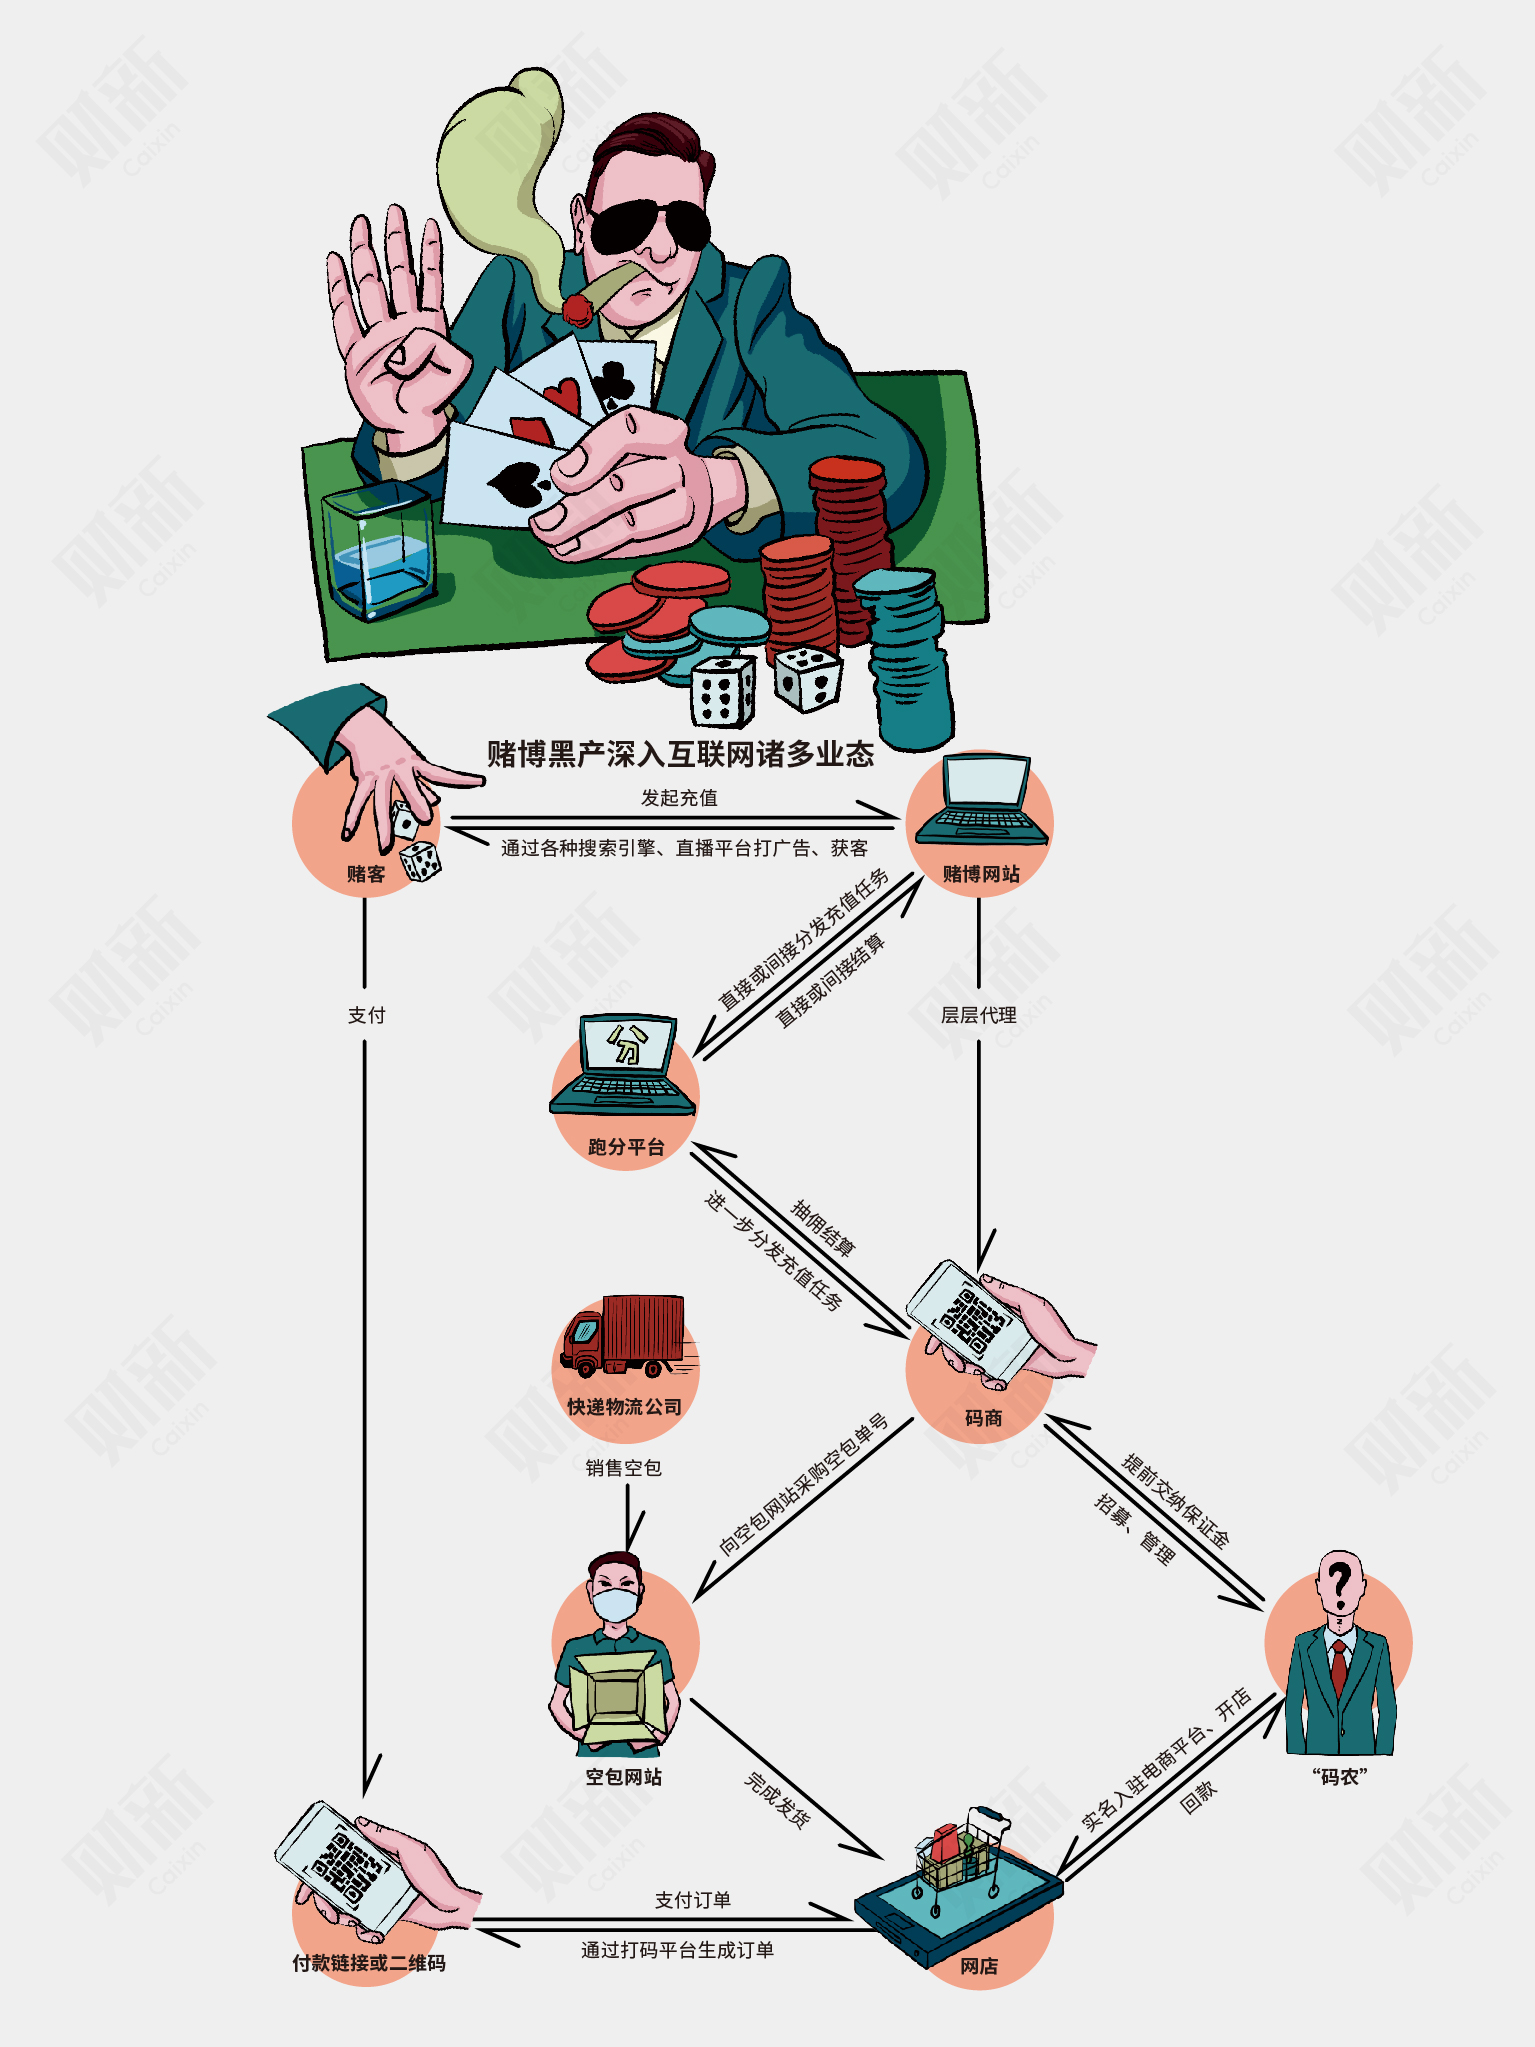 赌博黑产深入互联网诸多业态
发起充值
通过各种搜索引擎、直播平台打广告、获客
赌客
赌博网站
直接或间接分发充值任务
直接或间接结算
支付
层层代理
分
跑分平台
抽佣结算
进一步分发充值任务
快递物流公司
码商
销售空包
向空包网站采购空包单号
提前交纳保证金
招募、管理
?
空包网站
“码农”
完成发货
实名入驻电商平台、开店
回款
支付订单
通过打码平台生成订单
付款链接或二维码
网店
财新
Caixin